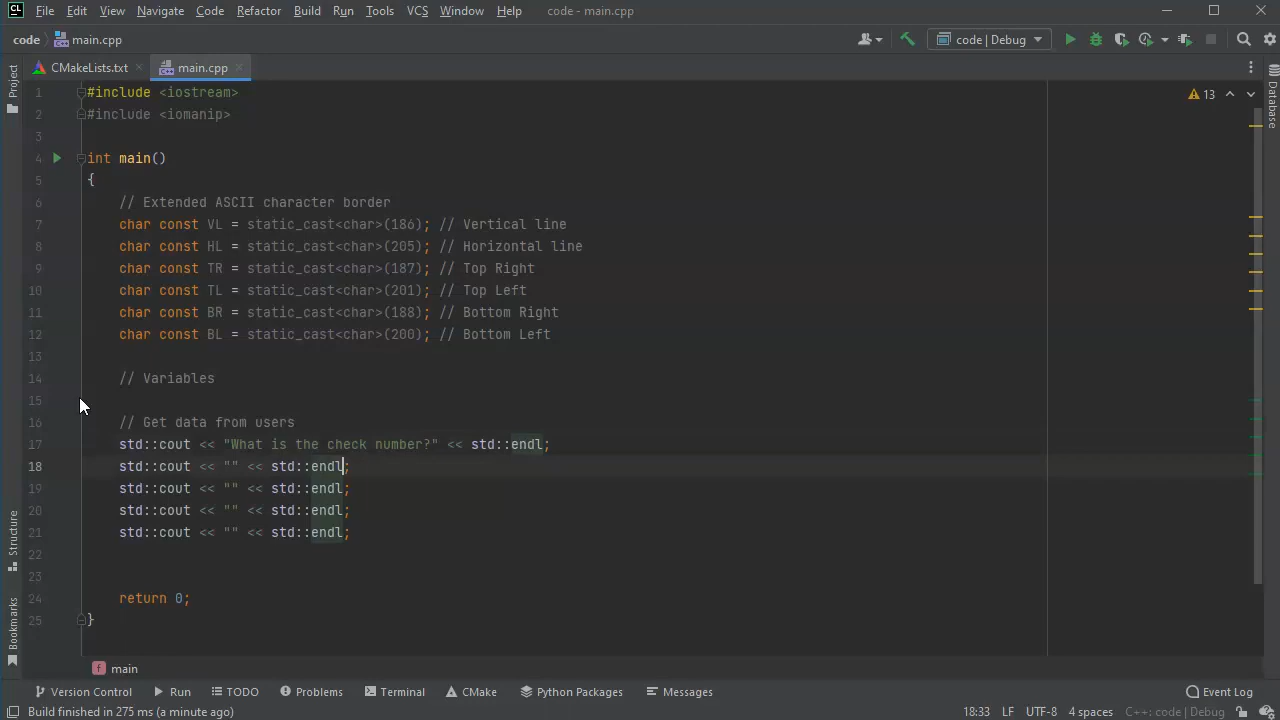 CL File Edit View Navigate Code Refactor Build Run Tools VCS Window Help code - main.cpp
code main.cpp code | Debug
CMakeLists.txt main.cpp
Project
Database
13
1 #include <iostream>
2 #include <iomanip>
3
4 int main()
5 {
6 // Extended ASCII character border
7 char const VL = static_cast<char>(186); // Vertical line
8 char const HL = static_cast<char>(205); // Horizontal line
9 char const TR = static_cast<char>(187); // Top Right
10 char const TL = static_cast<char>(201); // Top Left
11 char const BR = static_cast<char>(188); // Bottom Right
12 char const BL = static_cast<char>(200); // Bottom Left
13
14 // Variables
15
16 // Get data from users
17 std::cout << "What is the check number?" << std::endl;
18 std::cout << "" << std::endl;
19 std::cout << "" << std::endl;
20 std::cout << "" << std::endl;
21 std::cout << "" << std::endl;
22
23
24 return 0;
25 }
Structure
Bookmarks
f main
Version Control Run TODO Problems Terminal CMake Python Packages Messages Event Log
Build finished in 275 ms (a minute ago) 18:33 LF UTF-8 4 spaces C++: code | Debug